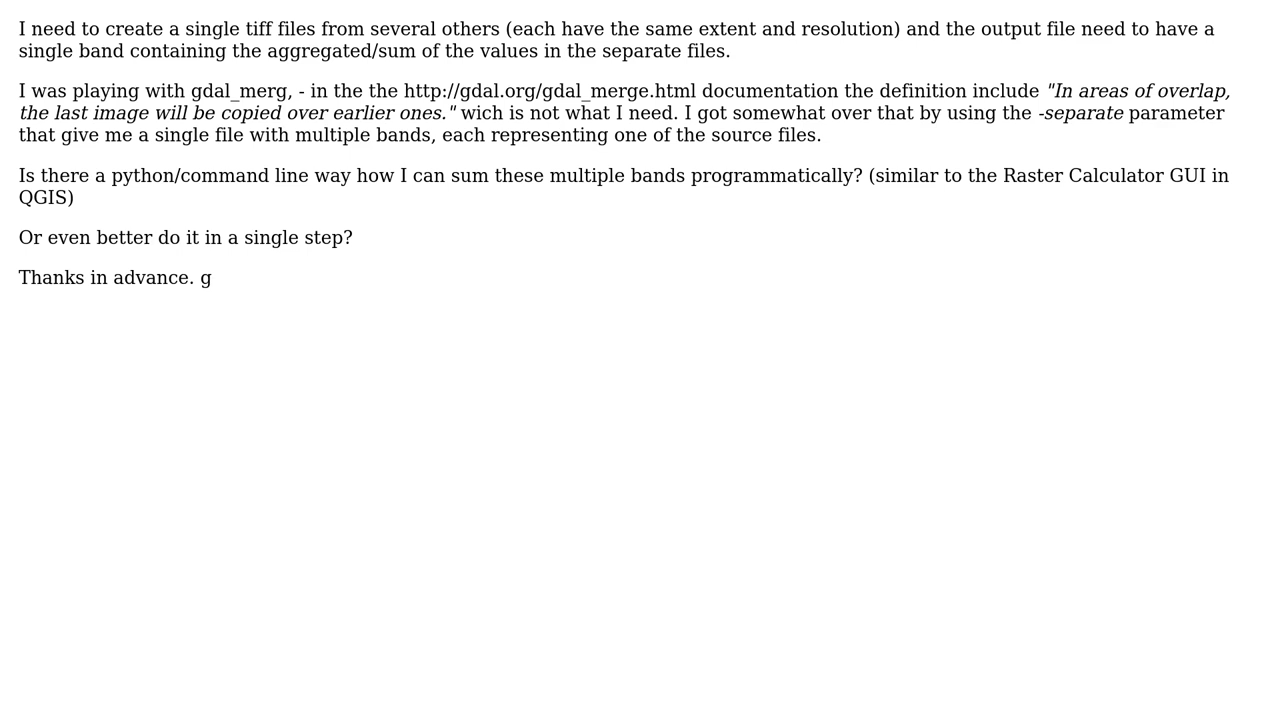 I need to create a single tiff files from several others (each have the same extent and resolution) and the output file need to have a
single band containing the aggregated/sum of the values in the separate files.
I was playing with gdal_merg, - in the the http://gdal.org/gdal_merge.html documentation the definition include "In areas of overlap,
the last image will be copied over earlier ones." wich is not what I need. I got somewhat over that by using the -separate parameter
that give me a single file with multiple bands, each representing one of the source files.
Is there a python/command line way how I can sum these multiple bands programmatically? (similar to the Raster Calculator GUI in
QGIS)
Or even better do it in a single step?
Thanks in advance. g